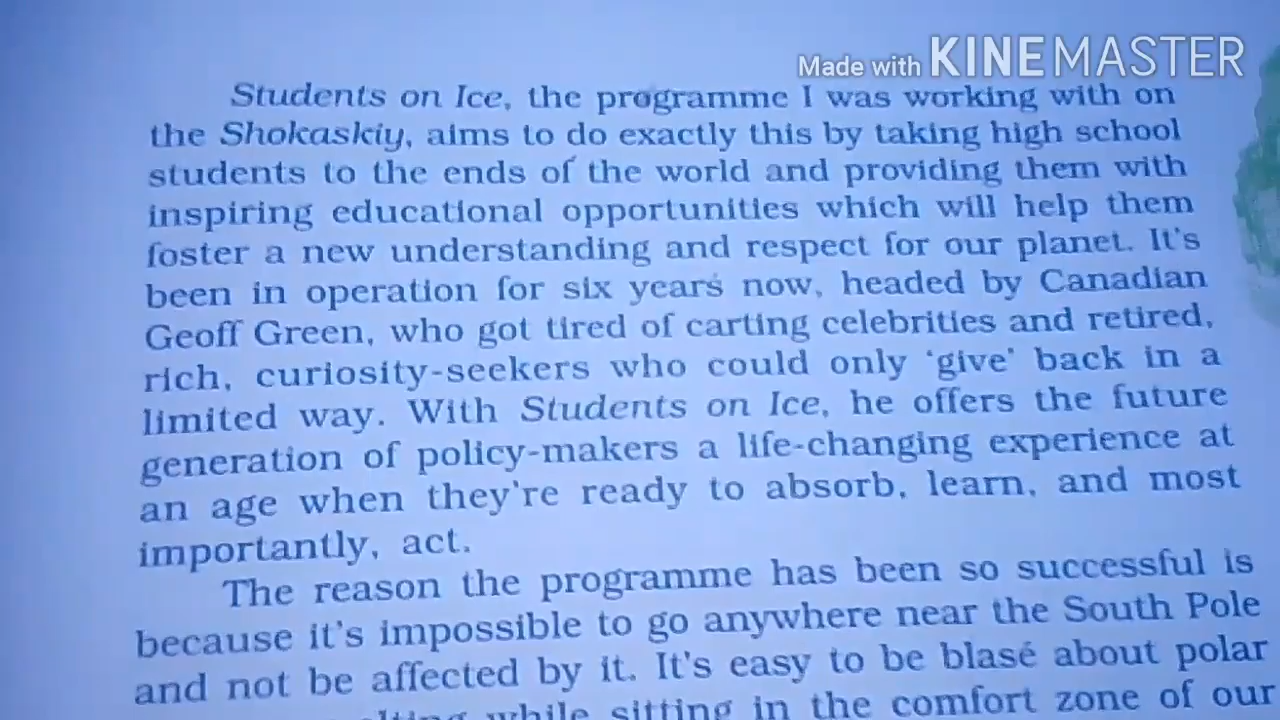 Made with KINEMASTER
Students on Ice, the programme I was working with on
the Shokaskiy, aims to do exactly this by taking high school
students to the ends of the world and providing them with
inspiring educational opportunities which will help them
foster a new understanding and respect for our planet. It's
been in operation for six years now, headed by Canadian
Geoff Green, who got tired of carting celebrities and retired,
rich, curiosity-seekers who could only 'give' back in a
limited way. With Students on Ice, he offers the future
generation of policy-makers a life-changing experience at
an age when they're ready to absorb, learn, and most
importantly, act.
The reason the programme has been so successful is
because it's impossible to go anywhere near the South Pole
and not be affected by it. It's easy to be blasé about polar
while sitting in the comfort zone of our